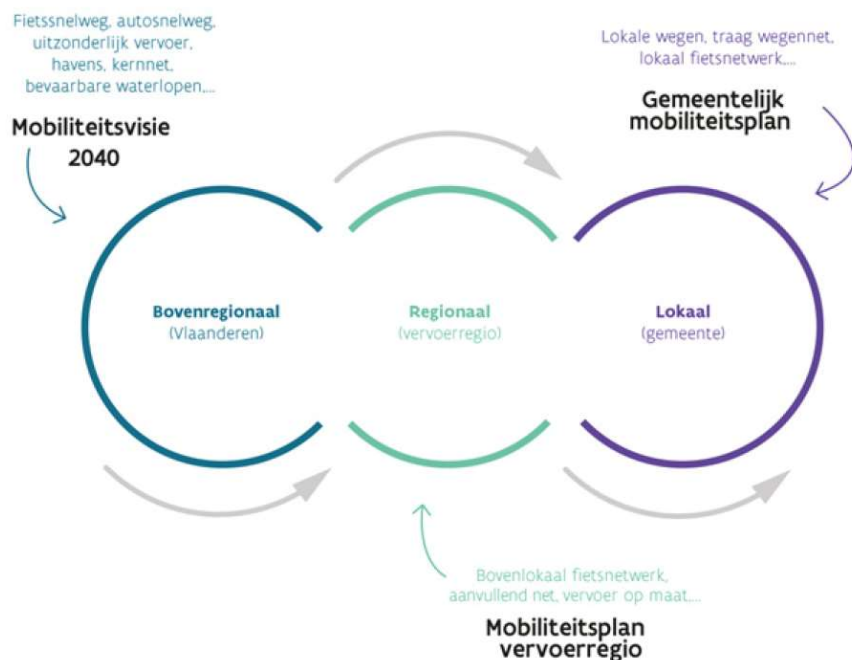 Fietssnelweg, autosnelweg,
uitzonderlijk vervoer,
havens, kernnet,
bevaarbare waterlopen,...
Mobiliteitsvisie
2040
Lokale wegen, traag wegennet,
lokaal fietsnetwerk,...
Gemeentelijk
mobiliteitsplan
Bovenregionaal
(Vlaanderen)
Regionaal
(vervoerregio)
Lokaal
(gemeente)
Bovenlokaal fietsnetwerk,
aanvullend net, vervoer op maat,...
Mobiliteitsplan
vervoerregio